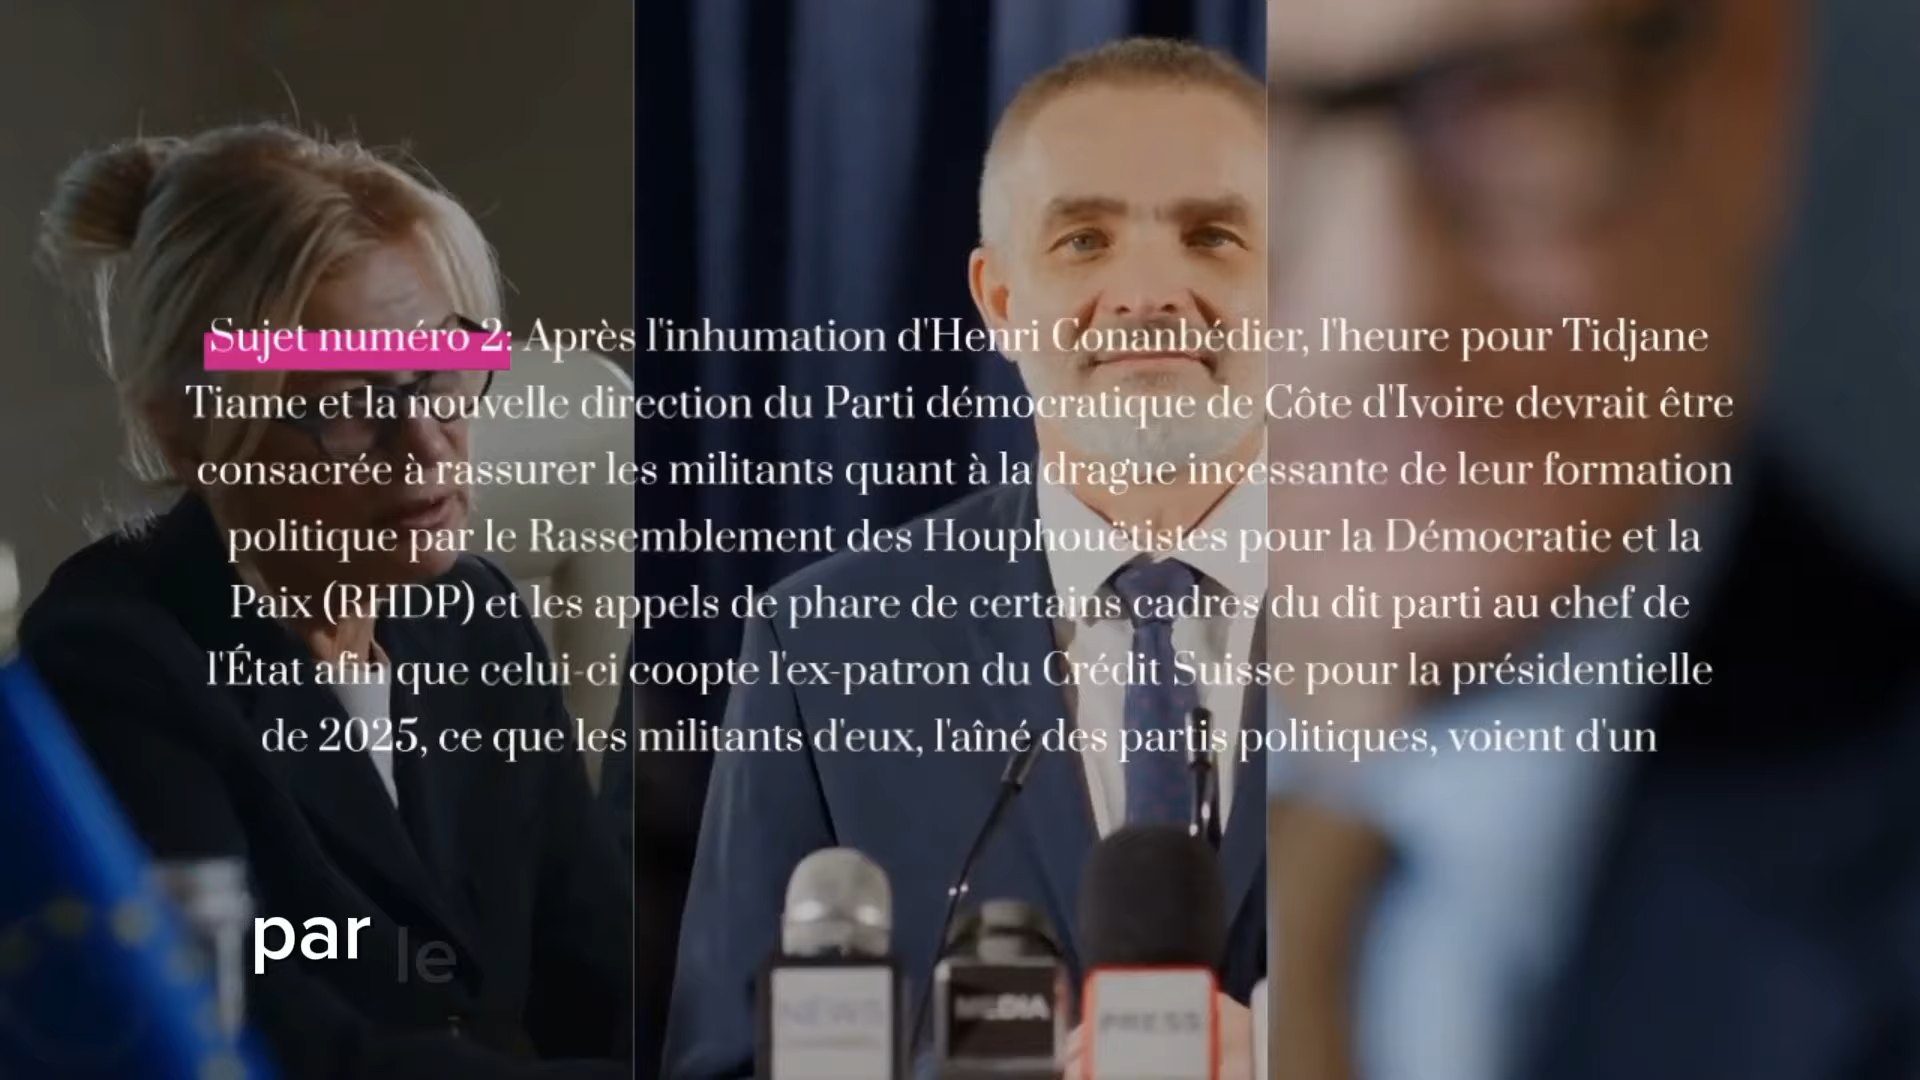 Sujet numéro 2: Après l'inhumation d'Henri Conanbédier, l'heure pour Tidjane
Tiame et la nouvelle direction du Parti démocratique de Côte d'Ivoire devrait être
consacrée à rassurer les militants quant à la drague incessante de leur formation
politique par le Rassemblement des Houphouëtistes pour la Démocratie et la
Paix (RHDP) et les appels de phare de certains cadres du dit parti au chef de
l'État afin que celui-ci coopte l'ex-patron du Crédit Suisse pour la présidentielle
de 2025, ce que les militants d'eux, l'aîné des partis politiques, voient d'un
par le
NEWS
MEDIA
PRESS